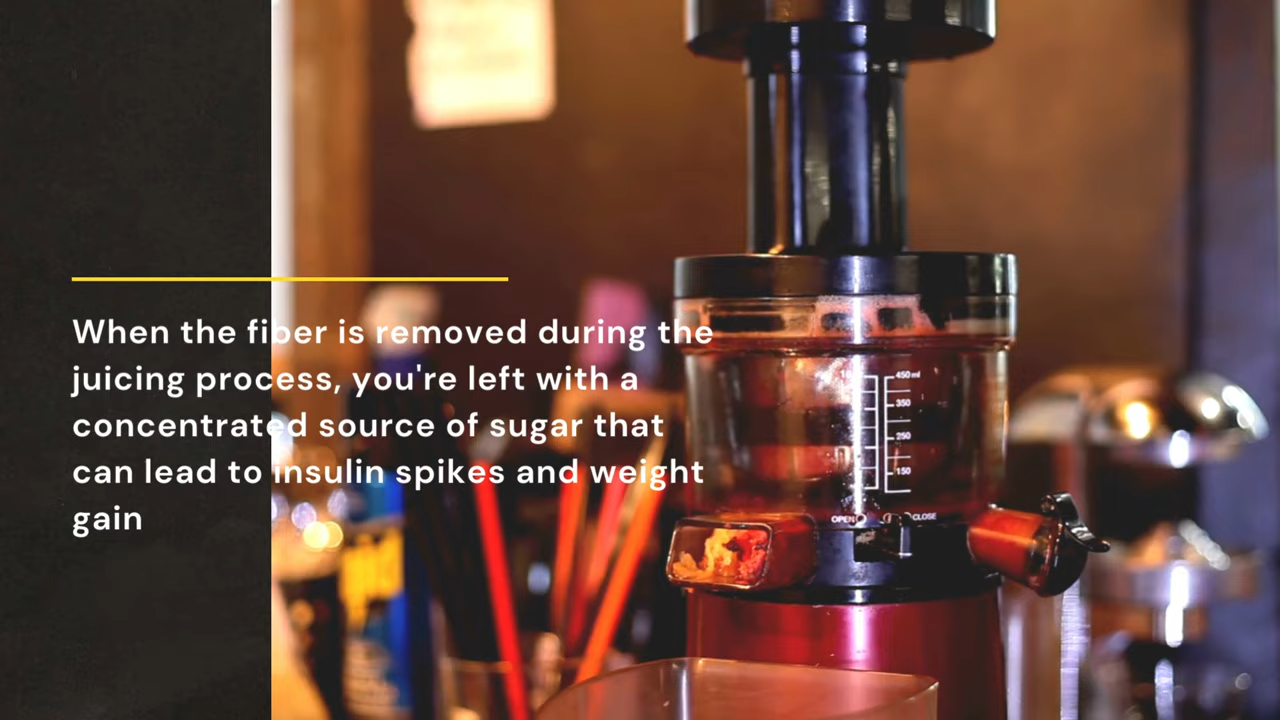 When the fiber is removed during the
juicing process, you're left with a
concentrated source of sugar that
can lead to insulin spikes and weight
gain
450 ml
350
250
150
OPEN
CLOSE